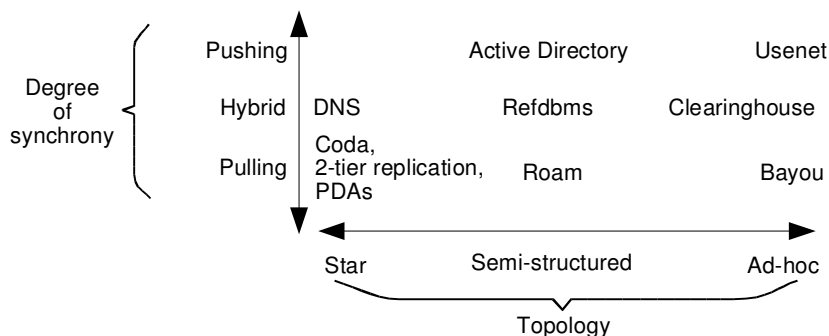 Pushing Active Directory Usenet
Degree
of
synchrony
Hybrid DNS Refdbms Clearinghouse
Coda,
2-tier replication,
PDAs
Pulling Roam Bayou
Star Semi-structured Ad-hoc
Topology